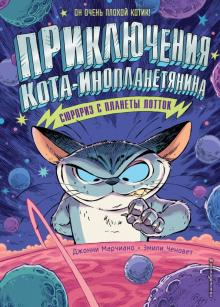 ОН ОЧЕНЬ ПЛОХОЙ КОТИК!
ПРИКЛЮЧЕНИЯ
КОТА-ИНОПЛАНЕТЯНИНА
СЮРПРИЗ С ПЛАНЕТЫ ЛОТТОК
ДЖОННИ МАРЧИАНО • ЭМИЛИ ЧЕНОВЕТ